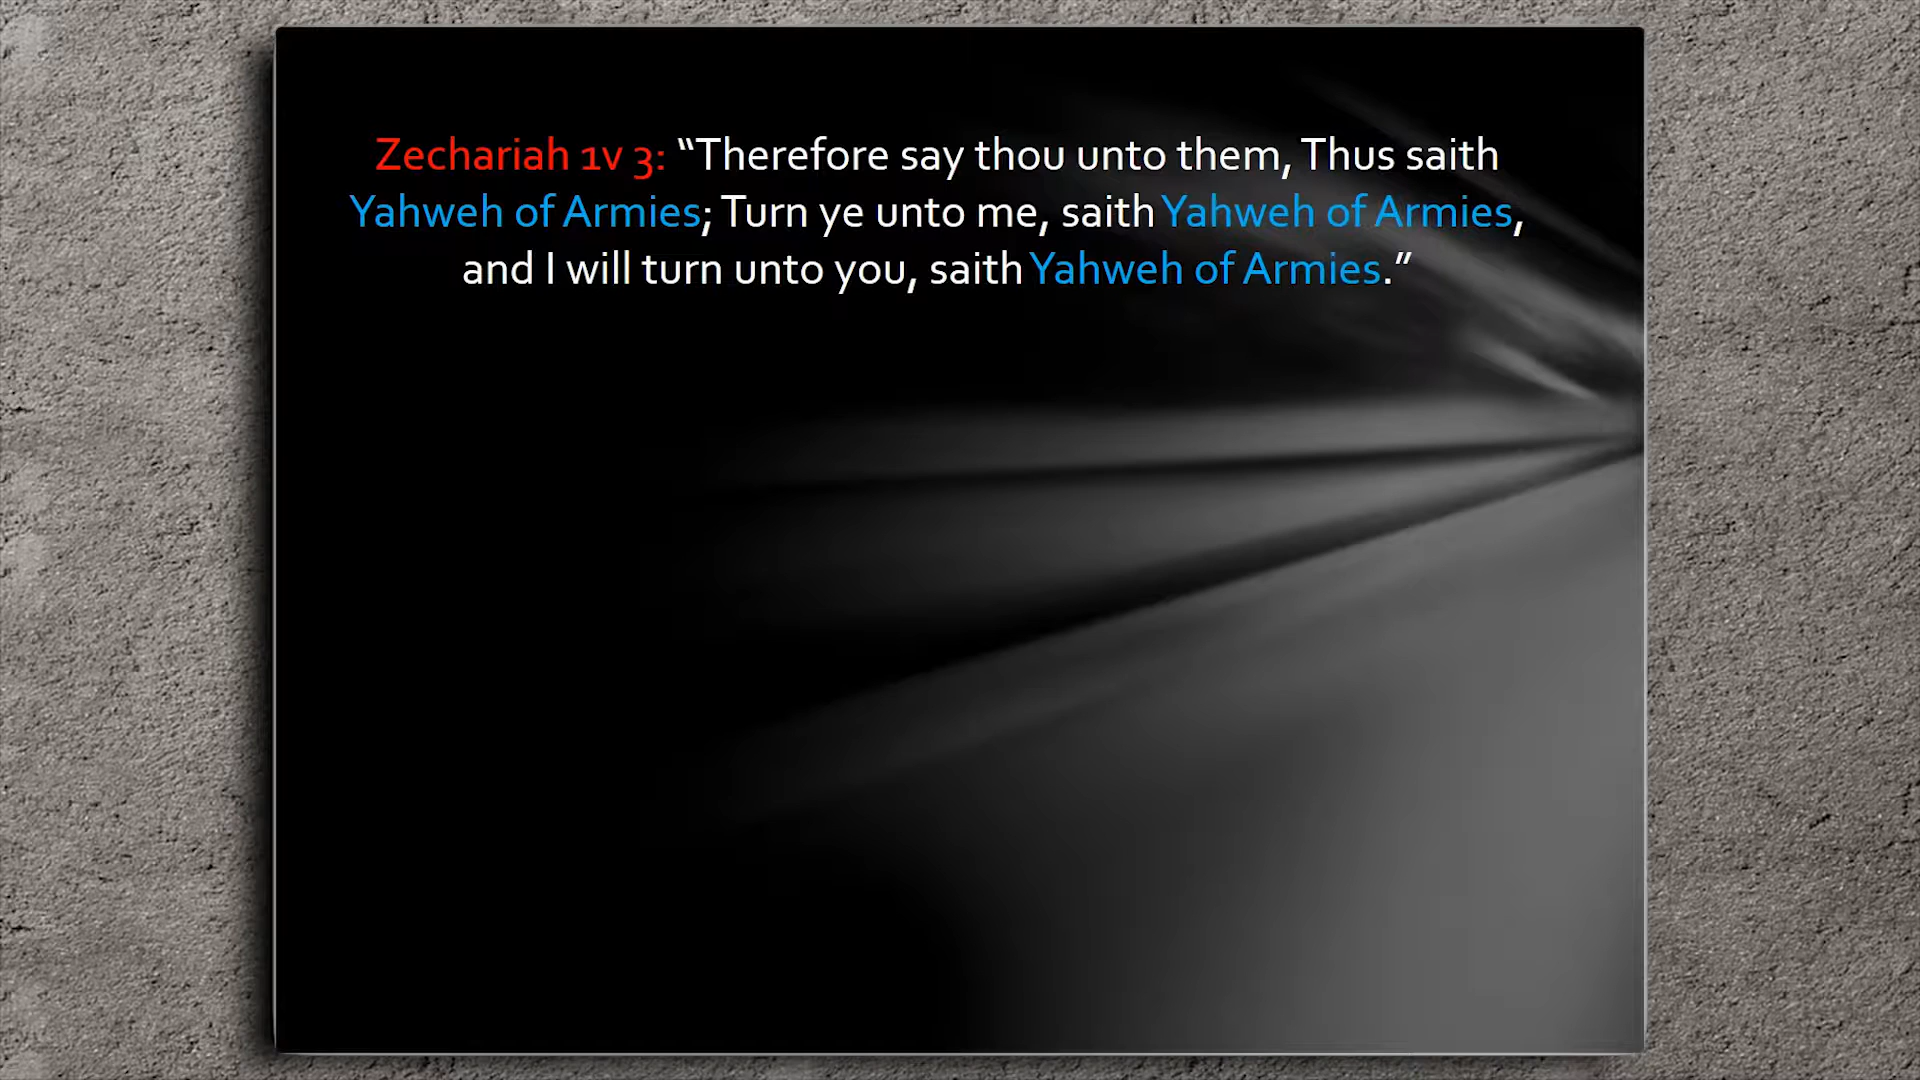 Zechariah 1v 3: “Therefore say thou unto them, Thus saith
Yahweh of Armies; Turn ye unto me, saith Yahweh of Armies,
and I will turn unto you, saith Yahweh of Armies.”